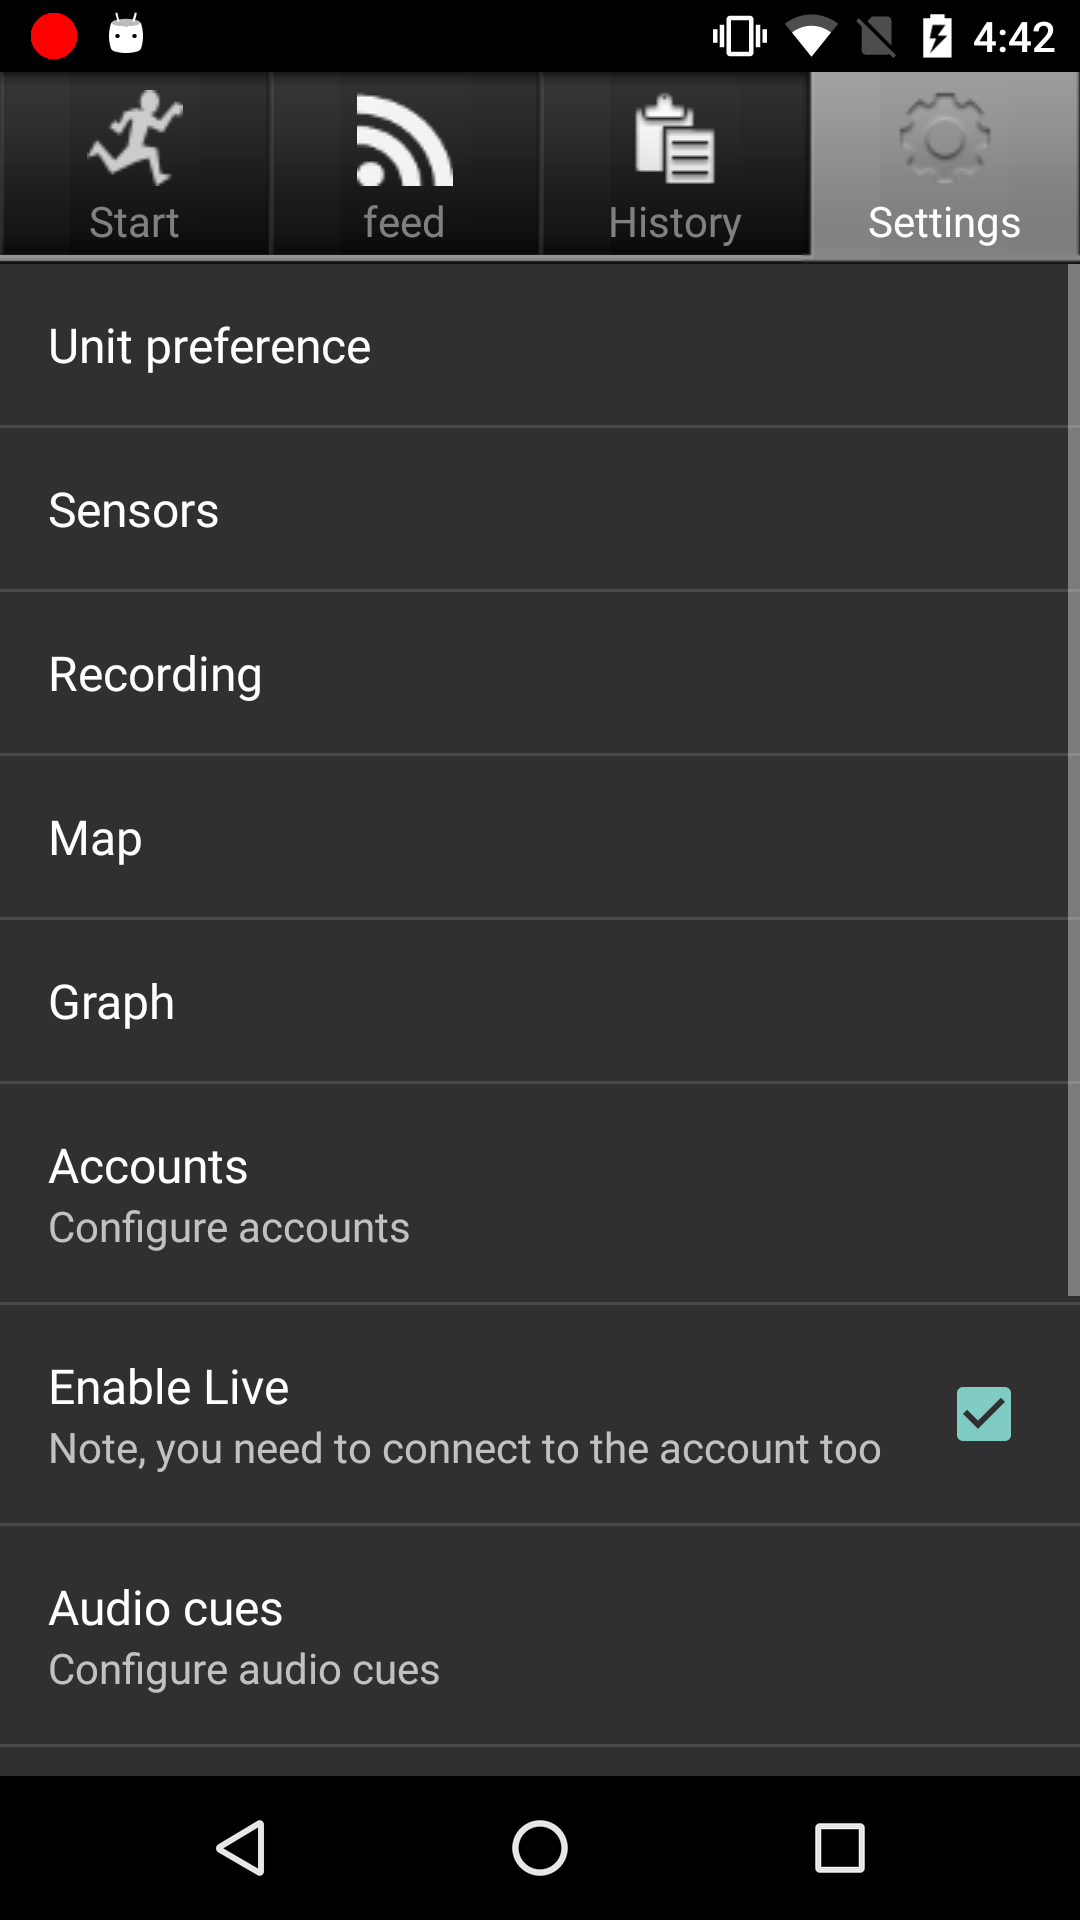 4:42
Start
feed
History
Settings
Unit preference
Sensors
Recording
Map
Graph
Accounts
Configure accounts
Enable Live
Note, you need to connect to the account too
Audio cues
Configure audio cues